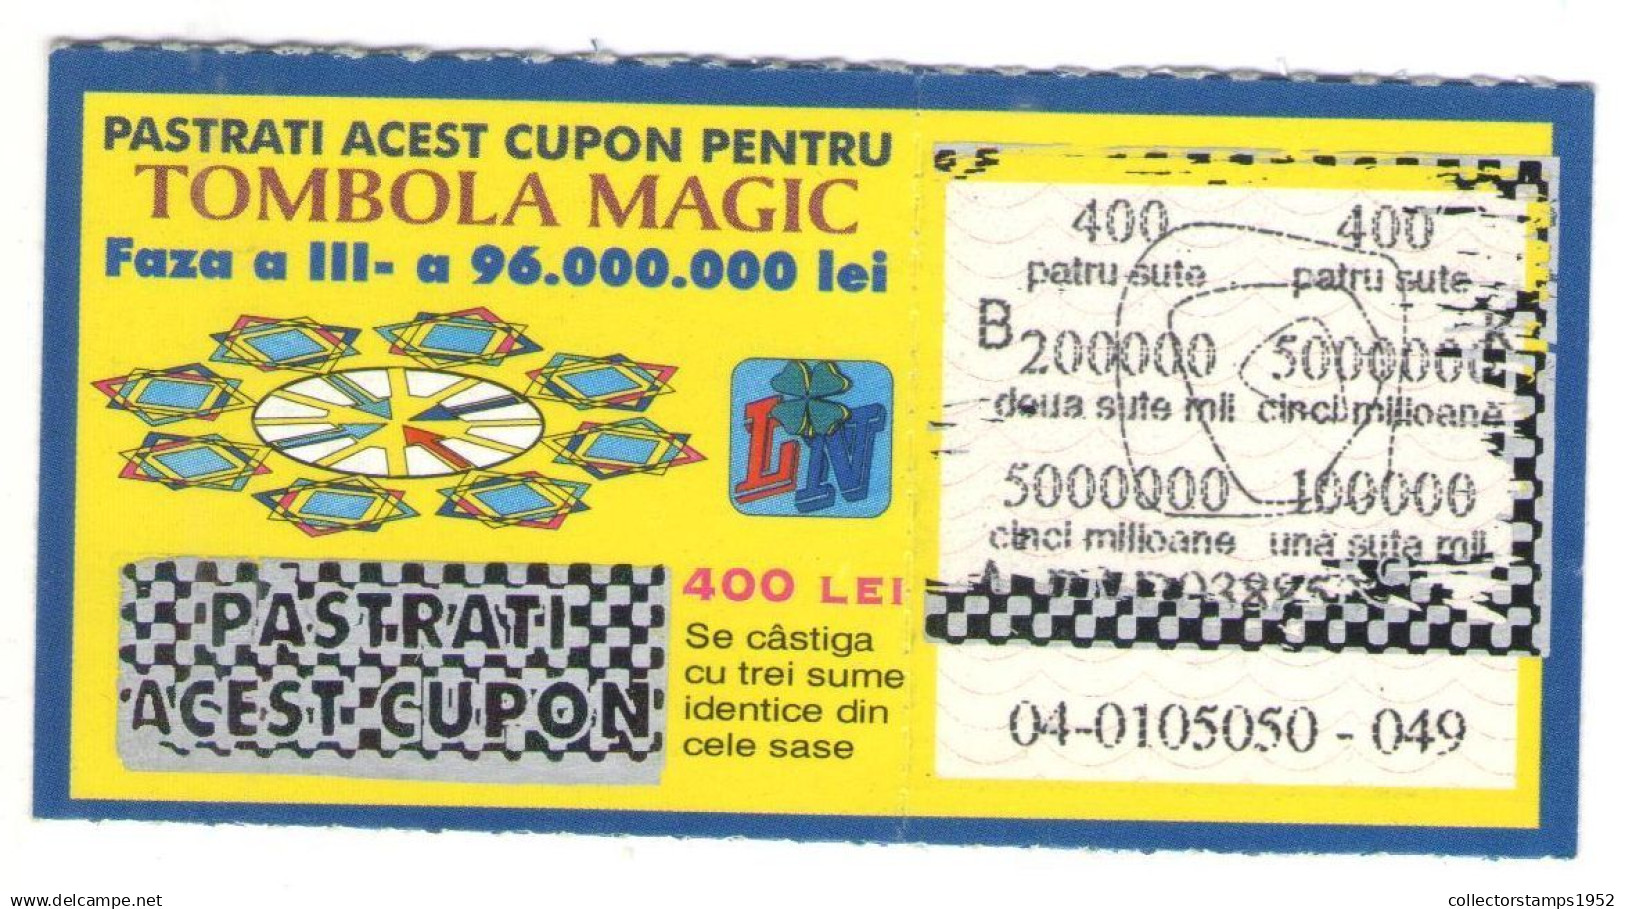 PASTRATI ACEST CUPON PENTRU
TOMBOLA MAGIC
Faza a III- a 96.000.000 lei
LN
PASTRATI
ACEST CUPON
400 LEI
Se câstiga
cu trei sume
identice din
cele sase
400 400
patru sute patru sute
B 200000 5000000
doua sute mii cinci milioane
5000000 100000
cinci milioane una suta mii
04-0105050 - 049
delcampe.net
collectorstamps1952